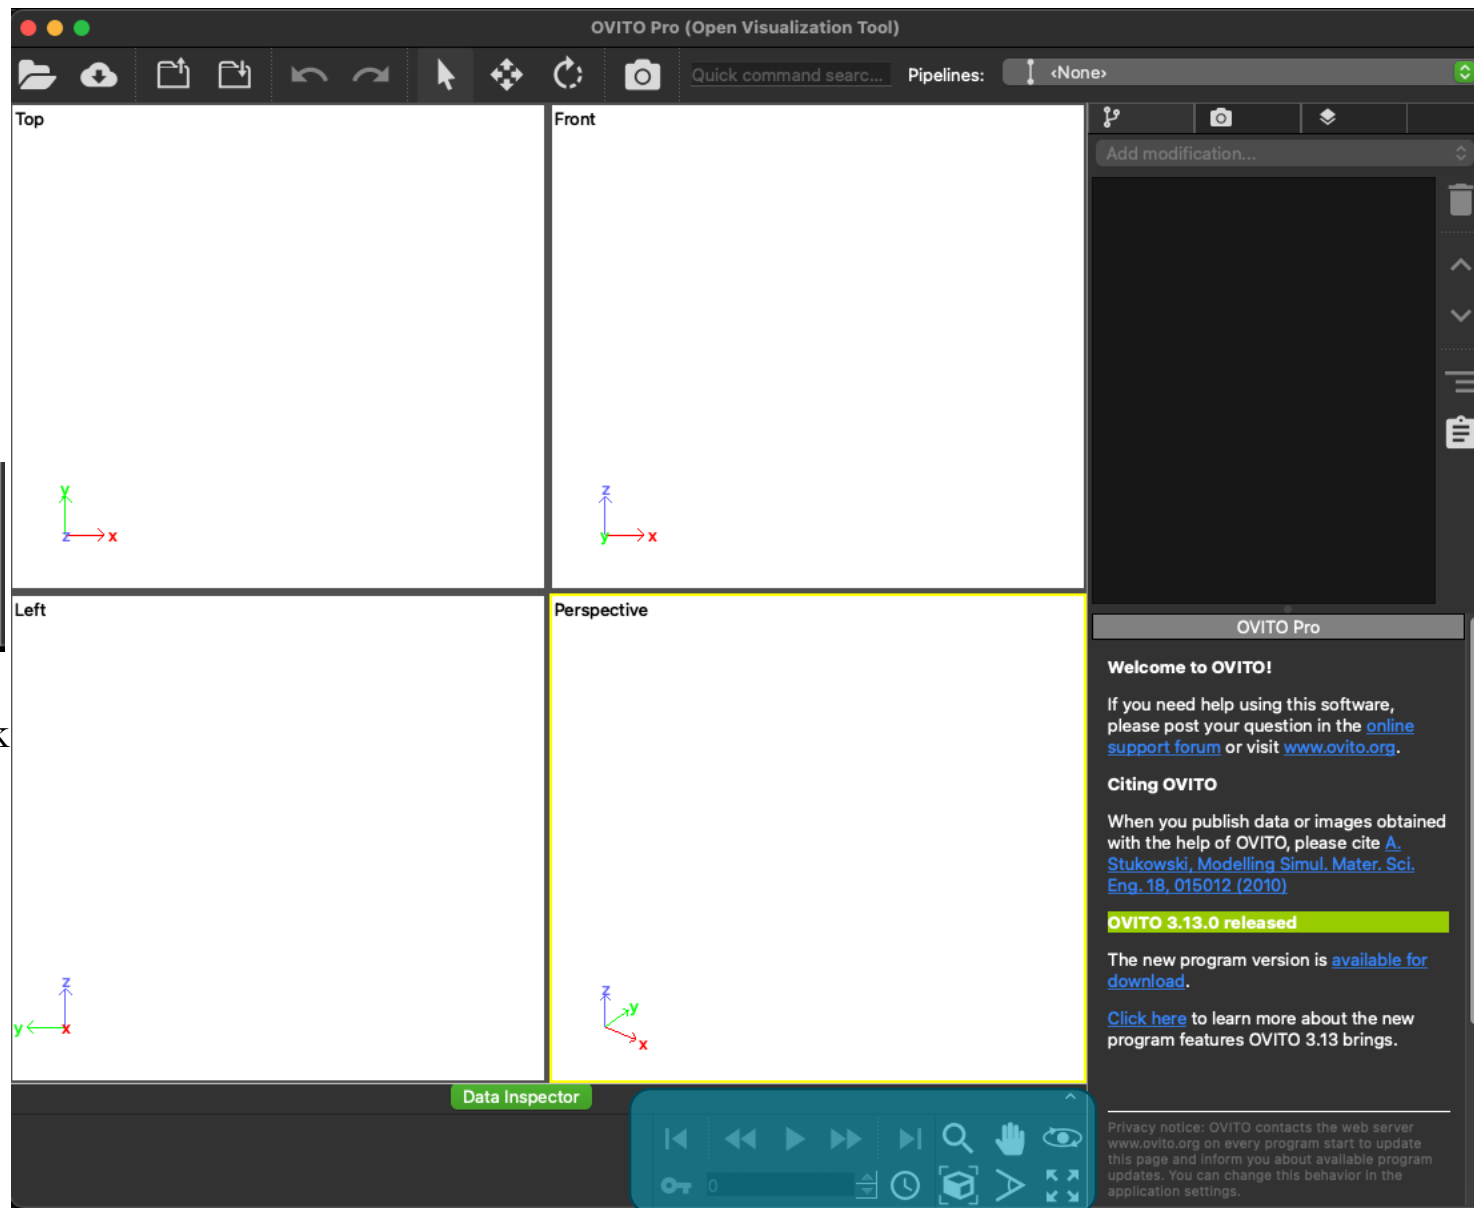 OVITO Pro (Open Visualization Tool)
Quick command searc...
Pipelines:
‹None›
Top
Front
Add modification...
y
z
x
z
y
x
Left
Perspective
z
y
x
z
y
x
k
OVITO Pro
Welcome to OVITO!
If you need help using this software,
please post your question in the online
support forum or visit www.ovito.org.
Citing OVITO
When you publish data or images obtained
with the help of OVITO, please cite A.
Stukowski, Modelling Simul. Mater. Sci.
Eng. 18, 015012 (2010)
OVITO 3.13.0 released
The new program version is available for
download.
Click here to learn more about the new
program features OVITO 3.13 brings.
Privacy notice: OVITO contacts the web server
www.ovito.org on every program start to update
this page and inform you about available program
updates. You can change this behavior in the
application settings.
Data Inspector
0